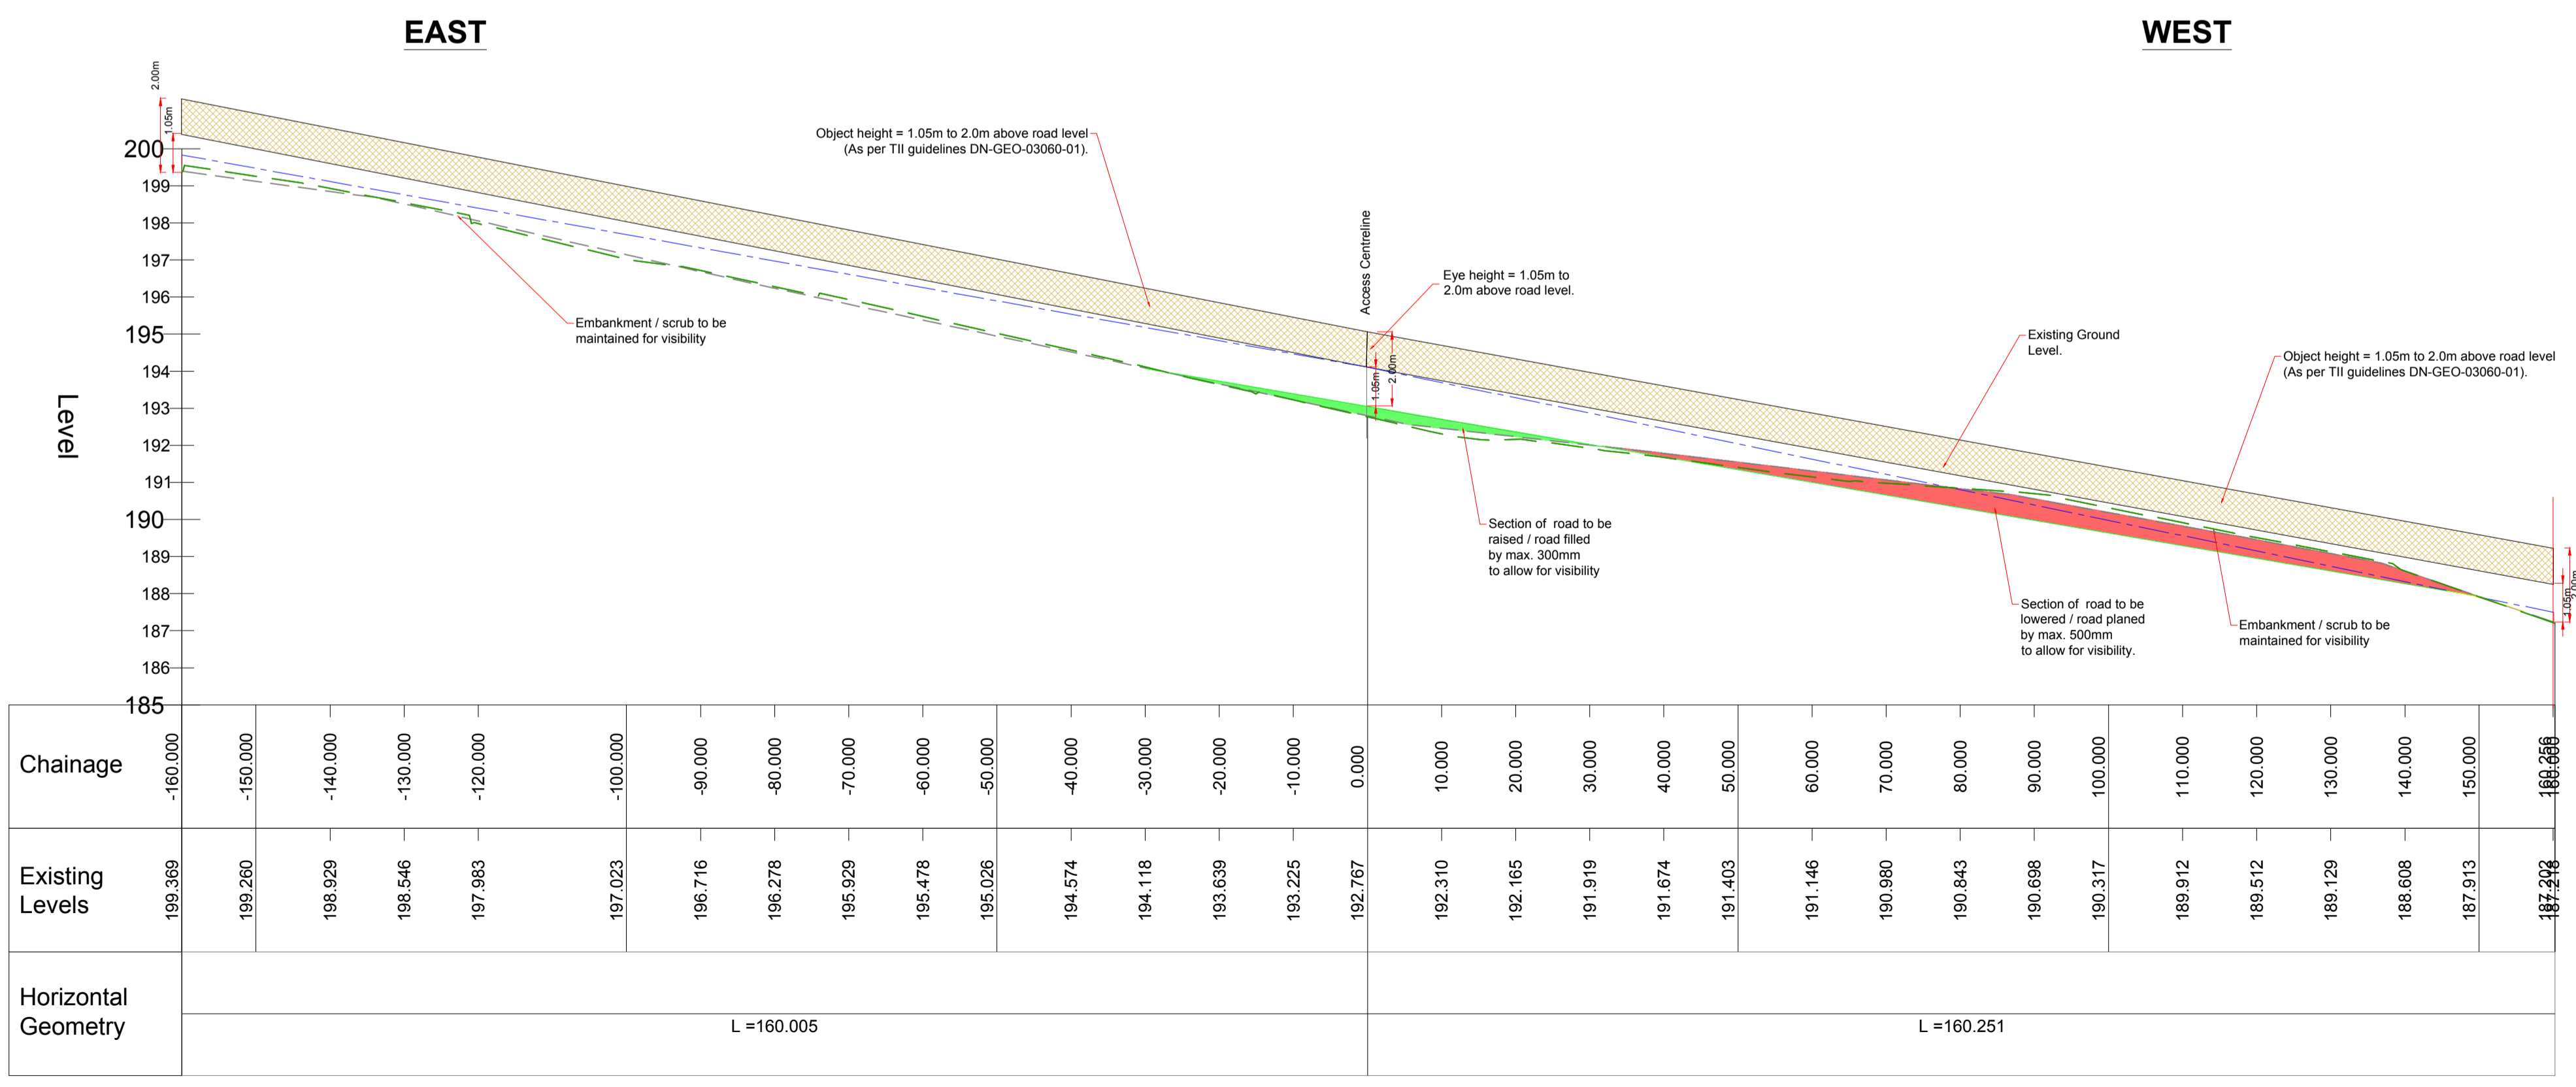 EAST
WEST
2.00m
1.05m
Object height = 1.05m to 2.0m above road level
(As per TII guidelines DN-GEO-03060-01).
Access Centreline
Eye height = 1.05m to
2.0m above road level.
1.05m
2.00m
Existing Ground
Level.
Object height = 1.05m to 2.0m above road level
(As per TII guidelines DN-GEO-03060-01).
Embankment / scrub to be
maintained for visibility
Section of road to be
raised / road filled
by max. 300mm
to allow for visibility
Section of road to be
lowered / road planed
by max. 500mm
to allow for visibility.
Embankment / scrub to be
maintained for visibility
1.05m
2.00m
Level
200
199
198
197
196
195
194
193
192
191
190
189
188
187
186
185
Chainage
-160.000
-150.000
-140.000
-130.000
-120.000
-100.000
-90.000
-80.000
-70.000
-60.000
-50.000
-40.000
-30.000
-20.000
-10.000
0.000
10.000
20.000
30.000
40.000
50.000
60.000
70.000
80.000
90.000
100.000
110.000
120.000
130.000
140.000
150.000
160.256
160.000
Existing
Levels
199.369
199.260
198.929
198.546
197.983
197.023
196.716
196.278
195.929
195.478
195.026
194.574
194.118
193.639
193.225
192.767
192.310
192.165
191.919
191.674
191.403
191.146
190.980
190.843
190.698
190.317
189.912
189.512
189.129
188.608
187.913
187.202
187.218
Horizontal
Geometry
L =160.005
L =160.251